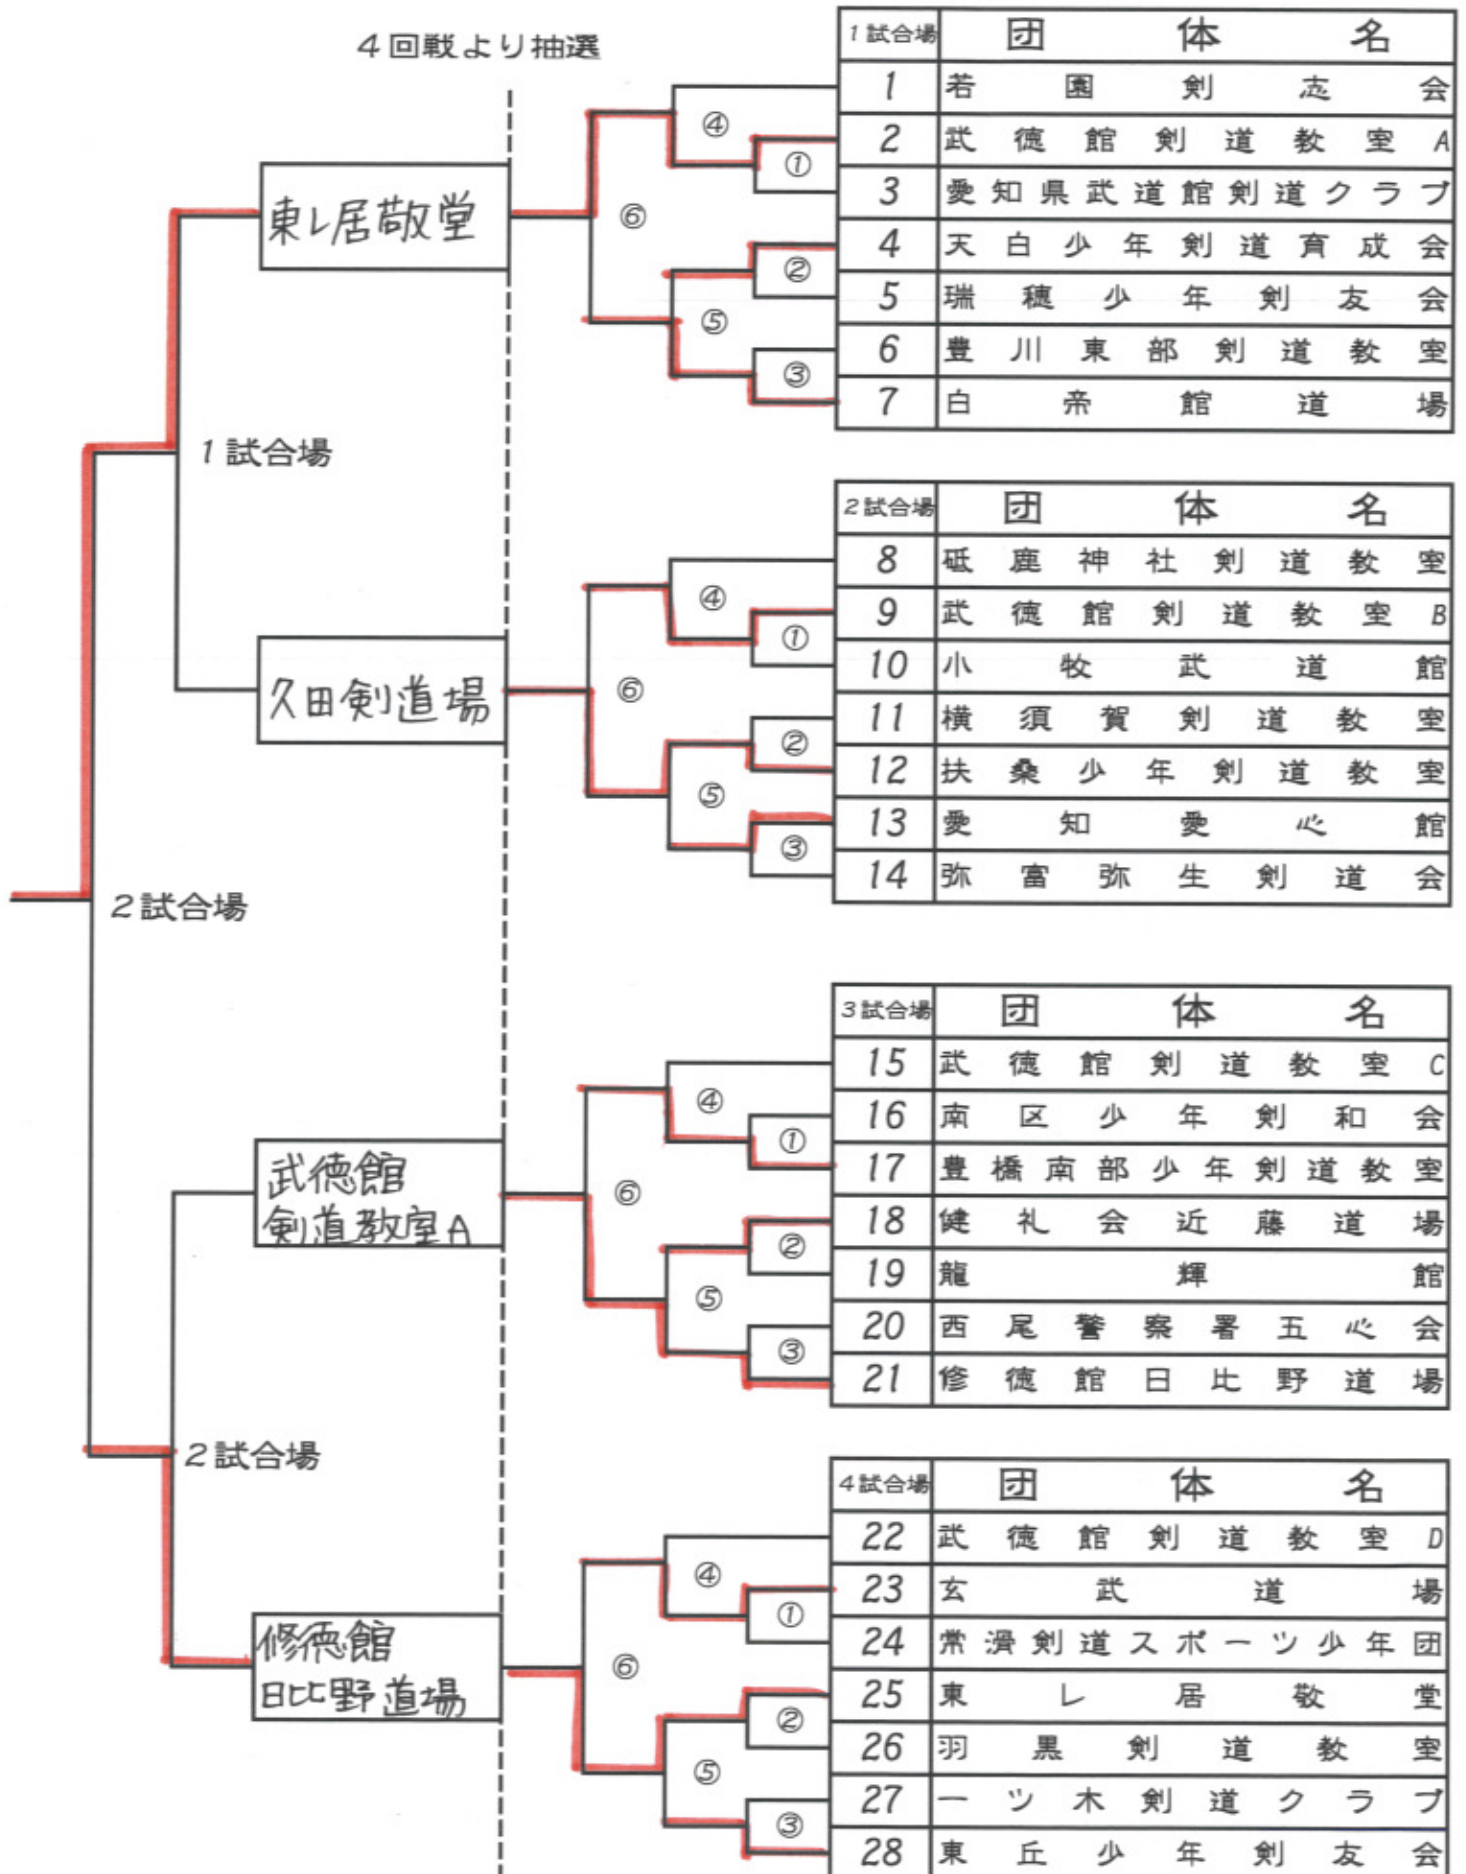 4回戦より抽選
東レ居敬堂
1試合場
久田剣道場
2試合場
武徳館
剣道教室A
2試合場
修徳館
日比野道場
1試合場 団体名
1 若園剣志会
④
2 武徳館剣道教室A
①
3 愛知県武道館剣道クラブ
⑥
4 天白少年剣道育成会
②
5 瑞穂少年剣友会
⑤
6 豊川東部剣道教室
③
7 白帝館道場
2試合場 団体名
8 砥鹿神社剣道教室
④
9 武徳館剣道教室B
①
10 小牧武道館
⑥
11 横須賀剣道教室
②
12 扶桑少年剣道教室
⑤
13 愛知愛心館
③
14 弥富弥生剣道会
3試合場 団体名
15 武徳館剣道教室C
④
16 南区少年剣和会
①
17 豊橋南部少年剣道教室
⑥
18 健礼会近藤道場
②
19 龍輝館
⑤
20 西尾警察署五心会
③
21 修徳館日比野道場
4試合場 団体名
22 武徳館剣道教室D
④
23 玄武道場
①
24 常滑剣道スポーツ少年団
⑥
25 東レ居敬堂
②
26 羽黒剣道教室
⑤
27 一ツ木剣道クラブ
③
28 東丘少年剣友会